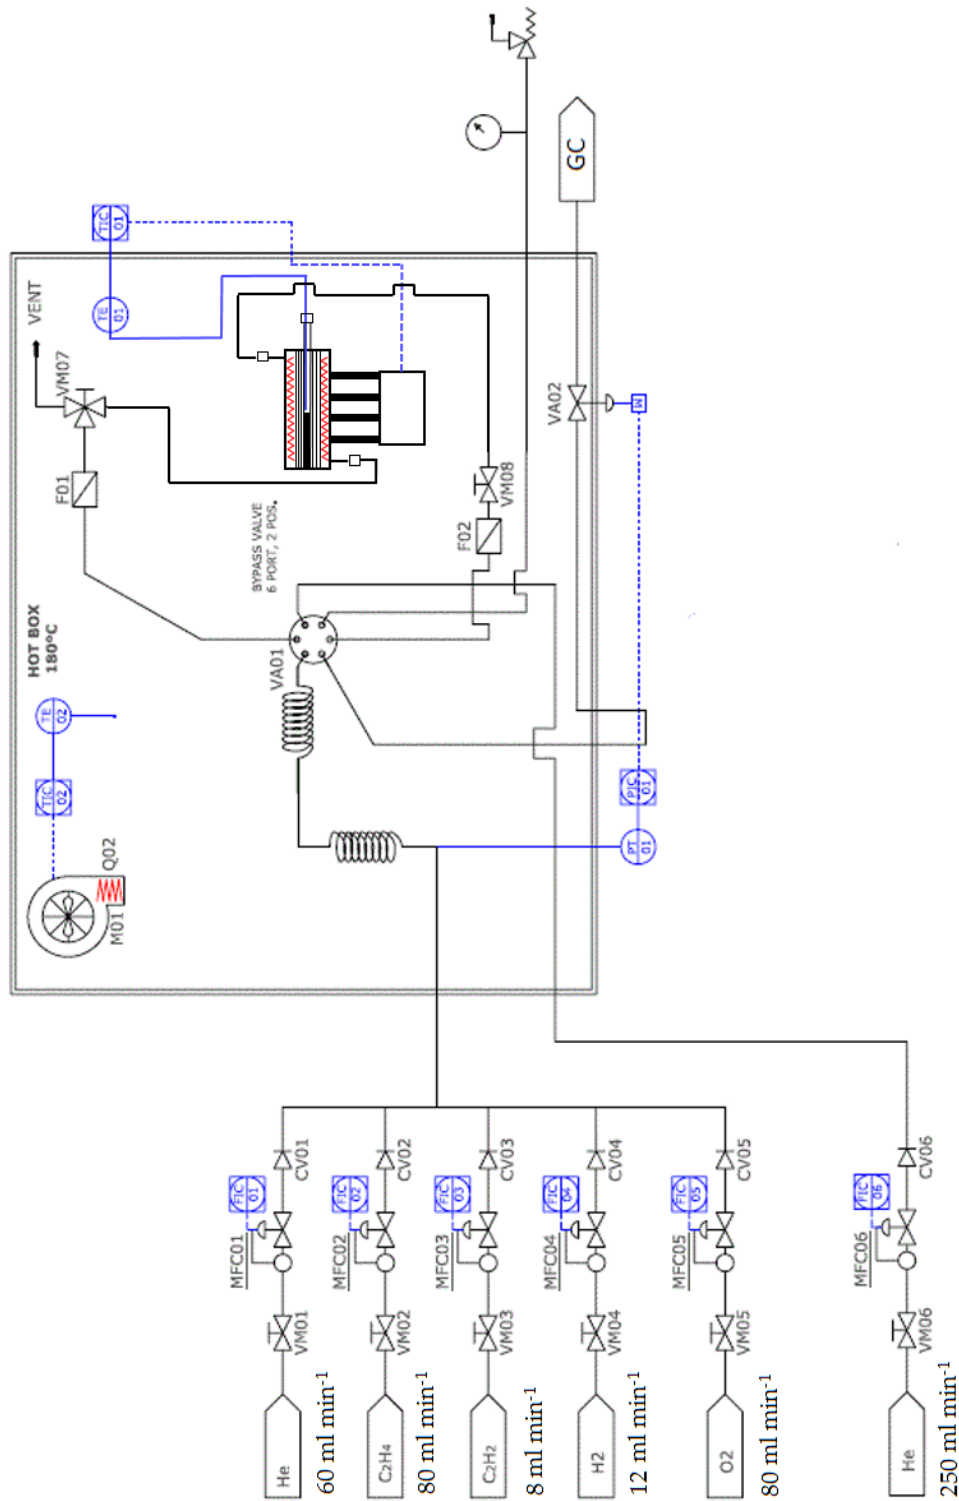 GC
TIC
01
TE
01
VENT
VM07
F01
VA02
M
VM08
F02
BYPASS VALVE
6 PORT, 2 POS.
HOT BOX
180°C
VA01
TE
02
TIC
02
PIC
01
PT
01
Q02
M01
FIC
01
MFC01
CV01
VM01
He
60 ml min⁻¹
FIC
02
MFC02
CV02
VM02
C₂H₄
80 ml min⁻¹
FIC
03
MFC03
CV03
VM03
C₂H₂
8 ml min⁻¹
FIC
04
MFC04
CV04
VM04
H2
12 ml min⁻¹
FIC
05
MFC05
CV05
VM05
O2
80 ml min⁻¹
FIC
06
MFC06
CV06
VM06
He
250 ml min⁻¹